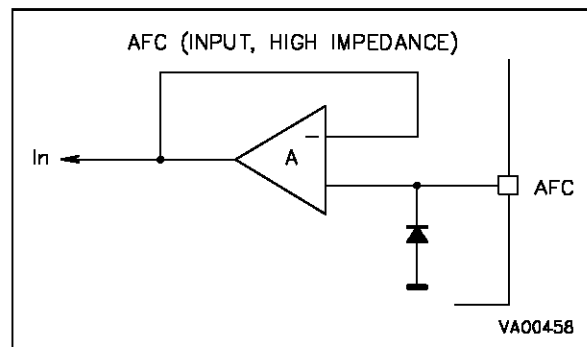 AFC (INPUT, HIGH IMPEDANCE)
In
−
A
AFC
VA00458